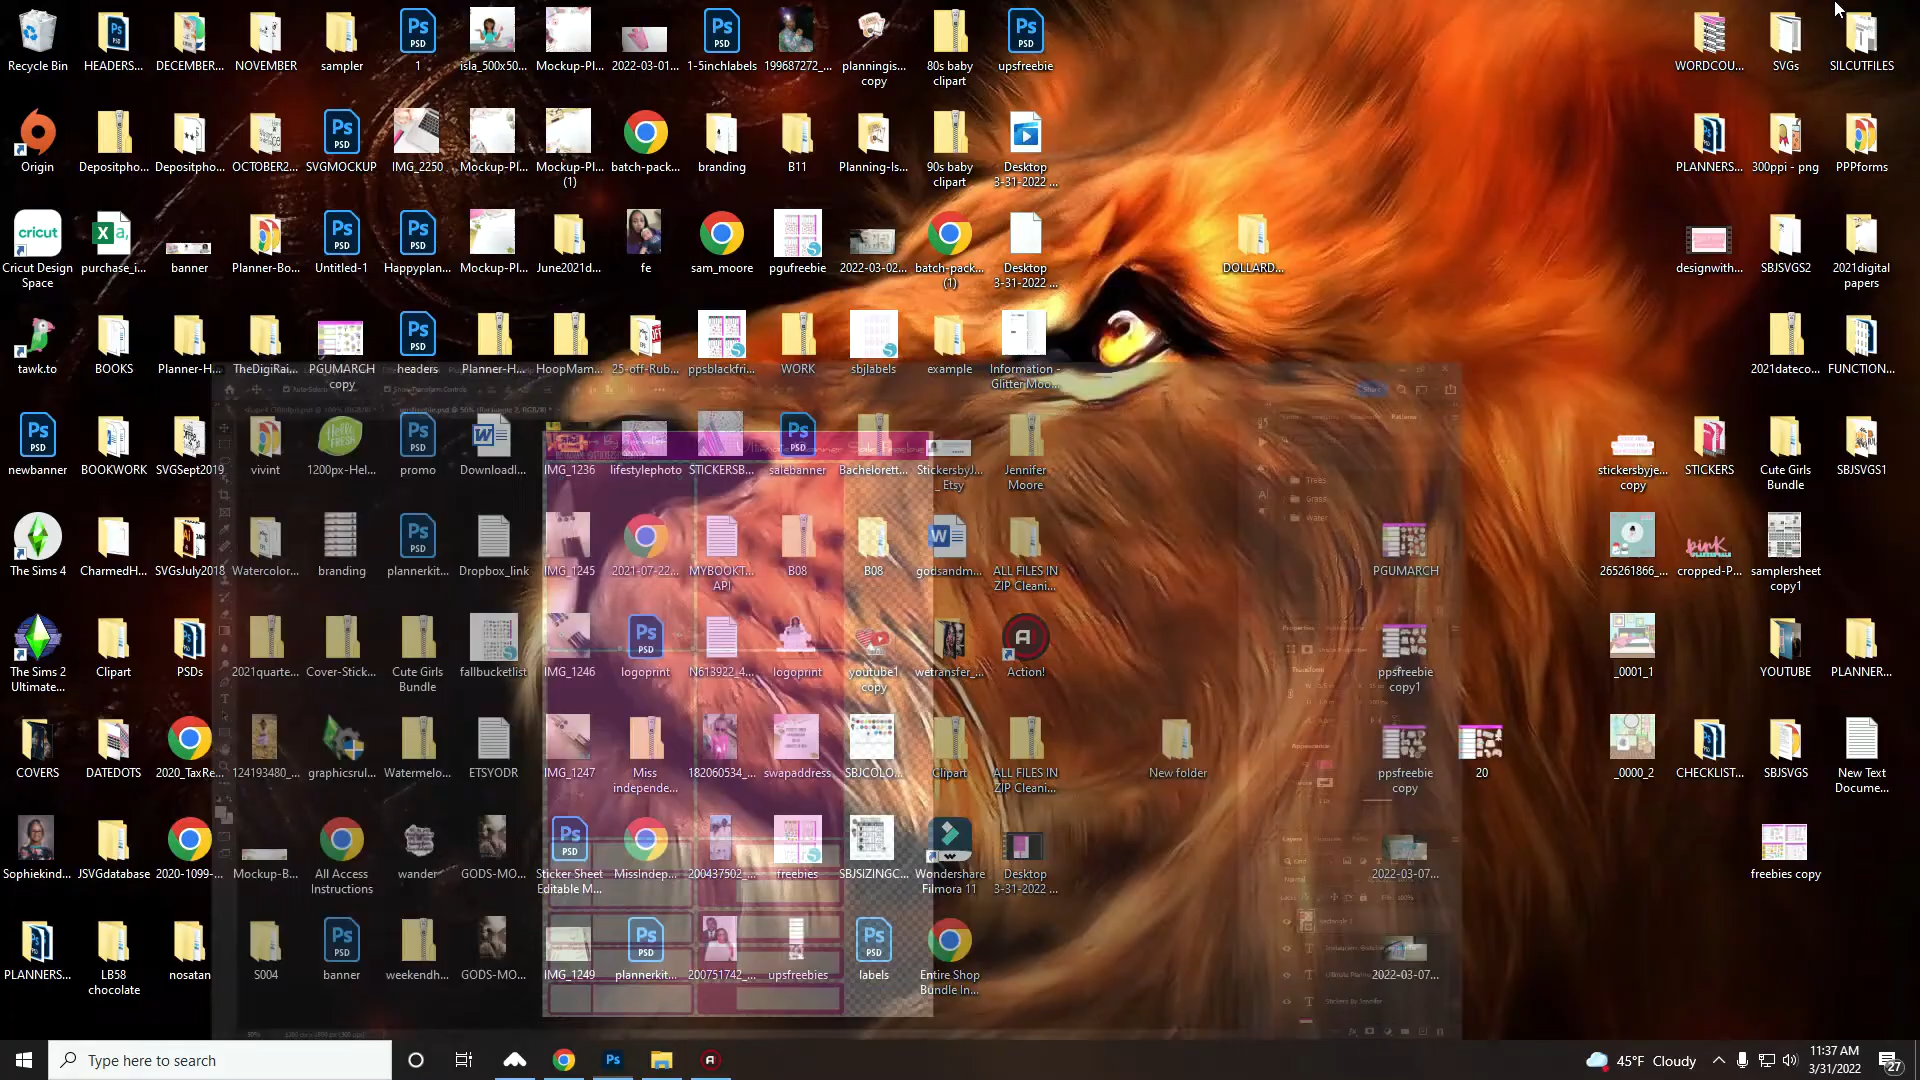 Recycle Bin
HEADERS...
DECEMBER...
NOVEMBER
sampler
1
isla_500x50...
Mockup-Pl...
2022-03-01...
1-5inchlabels
199687272_...
planningis...
copy
80s baby
clipart
upsfreebie
WORDCOU...
SVGs
SILCUTFILES
Origin
Depositpho...
Depositpho...
OCTOBER2...
SVGMOCKUP
IMG_2250
Mockup-Pl...
Mockup-Pl...
(1)
batch-pack...
branding
B11
Planning-Is...
90s baby
clipart
Desktop
3-31-2022 ...
PLANNERS...
300ppi - png
PPPforms
Cricut Design
Space
purchase_i...
banner
Planner-Bo...
Untitled-1
Happyplan...
Mockup-Pl...
June2021d...
fe
sam_moore
pgufreebie
2022-03-02...
batch-pack...
(1)
Desktop
3-31-2022 ...
DOLLARD...
designwith...
SBJSVGS2
2021digital
papers
tawk.to
BOOKS
Planner-H...
TheDigiRai...
PGUMARCH
copy
headers
Planner-H...
HoopMam...
25-off-Rub...
ppsblackfri...
WORK
sbjlabels
example
Information -
GlitterMoo...
2021dateco...
FUNCTION...
newbanner
BOOKWORK
SVGSept2019
vivint
1200px-Hel...
promo
Downloadl...
IMG_1236
lifestylephoto
STICKERSB...
salebanner
Bachelorett...
StickersbyJ...
_ Etsy
Jennifer
Moore
stickersbyje...
copy
STICKERS
Cute Girls
Bundle
SBJSVGS1
The Sims 4
CharmedH...
SVGsJuly2018
Watercolor...
branding
plannerkit...
Dropbox_link
IMG_1245
2021-07-22...
MYBOOKT...
API
B08
B08
godsandm...
ALL FILES IN
ZIP Cleani...
PGUMARCH
265261866_...
cropped-P...
samplersheet
copy1
The Sims 2
Ultimate...
Clipart
PSDs
2021quarte...
Cover-Stick...
Cute Girls
Bundle
fallbucketlist
IMG_1246
logoprint
N613922_4...
logoprint
youtube1
copy
wetransfer_...
Action!
ppsfreebie
copy1
_0001_1
YOUTUBE
PLANNER...
COVERS
DATEDOTS
2020_TaxRe...
124193480_...
graphicsrul...
Watermelo...
ETSYODR
IMG_1247
Miss
independe...
182060534_...
swapaddress
SBJCOLO...
Clipart
ALL FILES IN
ZIP Cleani...
New folder
ppsfreebie
copy
20
_0000_2
CHECKLIST...
SBJSVGS
New Text
Docume...
Sophiekind...
JSVGdatabase
2020-1099-...
Mockup-B...
All Access
Instructions
wander
GODS-MO...
Sticker Sheet
Editable M...
MissIndep...
200437502_...
freebies
SBJSIZINGC...
Wondershare
Filmora 11
Desktop
3-31-2022 ...
2022-03-07...
freebies copy
PLANNERS...
LB58
chocolate
nosatan
S004
banner
weekendh...
GODS-MO...
IMG_1249
plannerkit...
200751742_...
upsfreebies
labels
Entire Shop
Bundle In...
2022-03-07...
Type here to search
45°F Cloudy
11:37 AM
3/31/2022
27